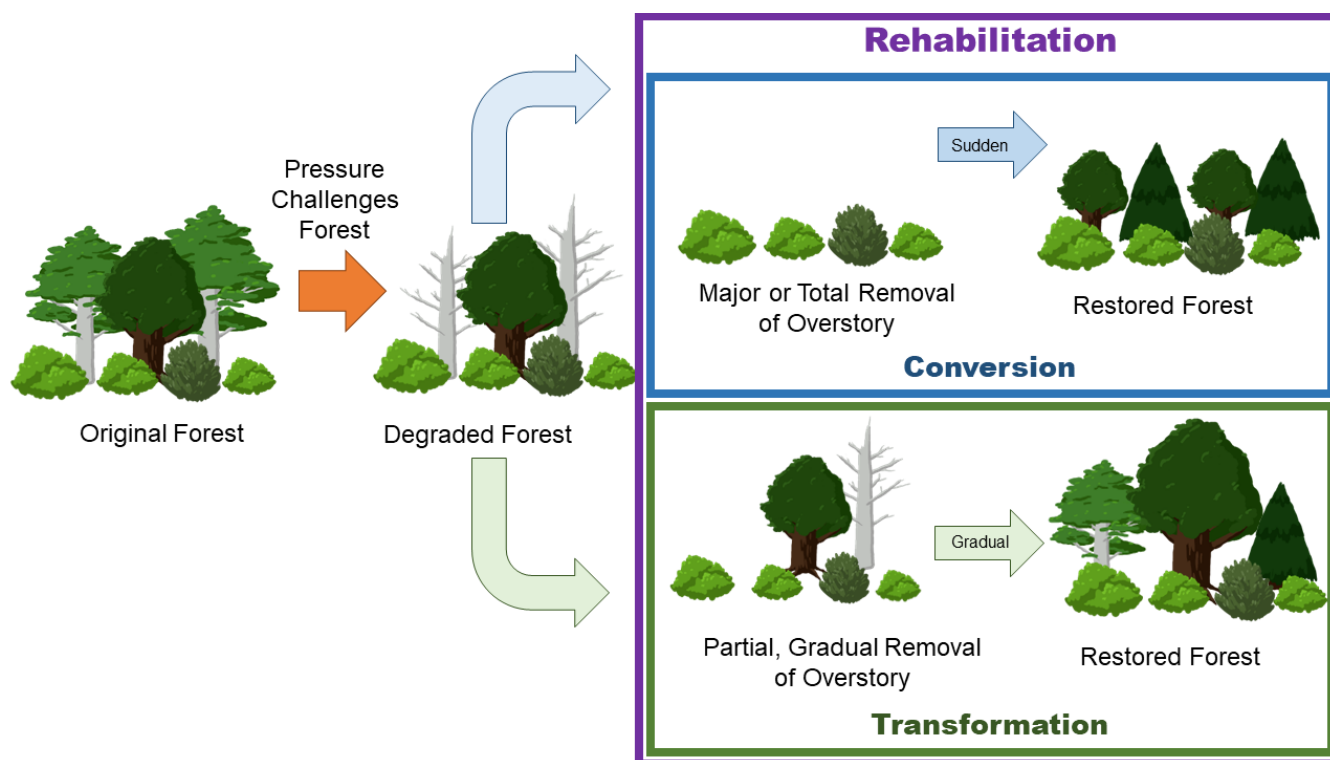 Rehabilitation
Pressure
Challenges
Forest
Original Forest
Degraded Forest
Sudden
Major or Total Removal
of Overstory
Restored Forest
Conversion
Gradual
Partial, Gradual Removal
of Overstory
Restored Forest
Transformation